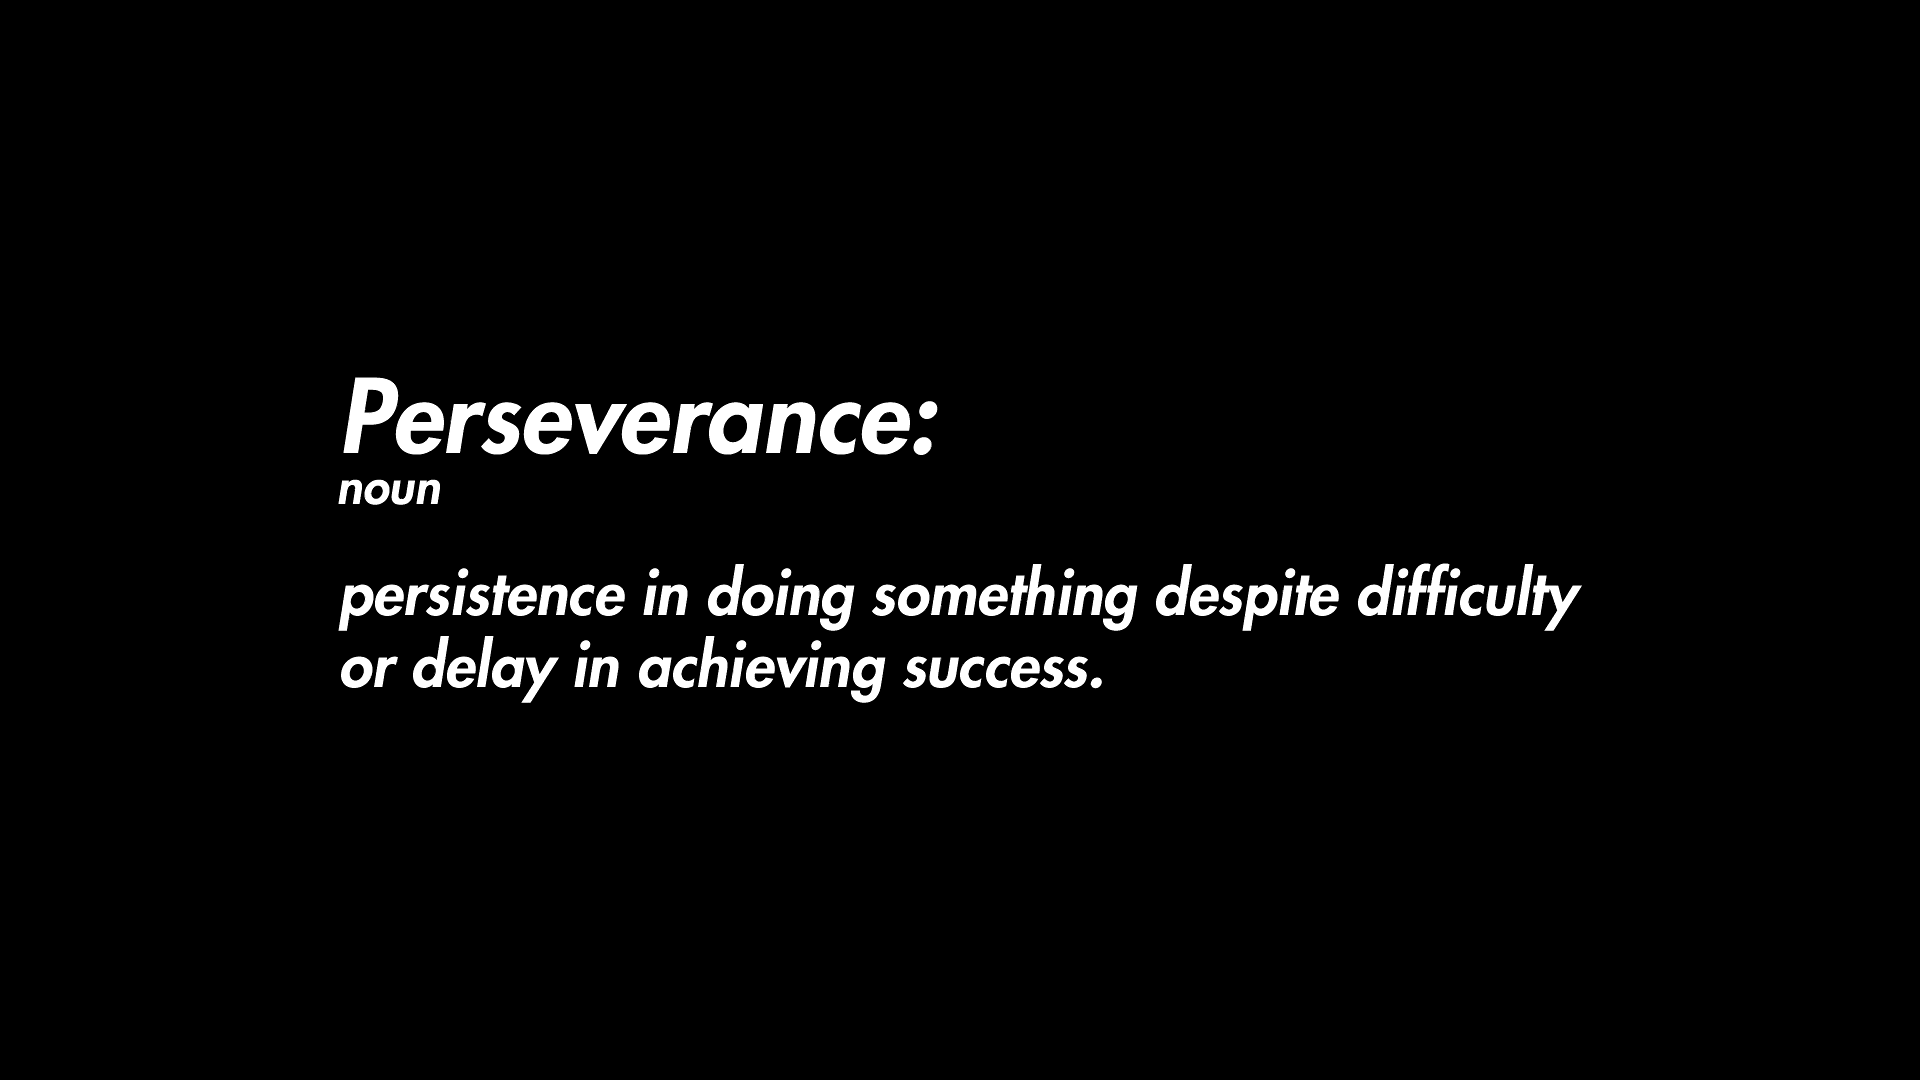 Perseverance:
noun
persistence in doing something despite difficulty
or delay in achieving success.